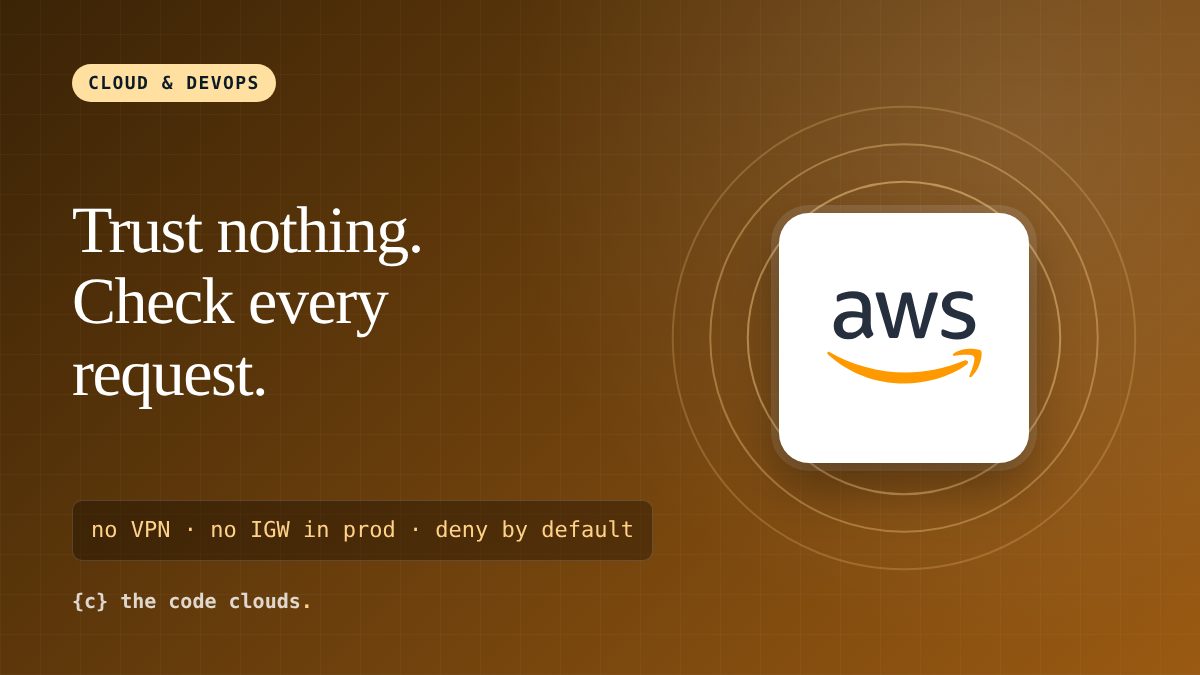 CLOUD & DEVOPS
Trust nothing.
Check every
request.
aws
no VPN · no IGW in prod · deny by default
{c} the code clouds.